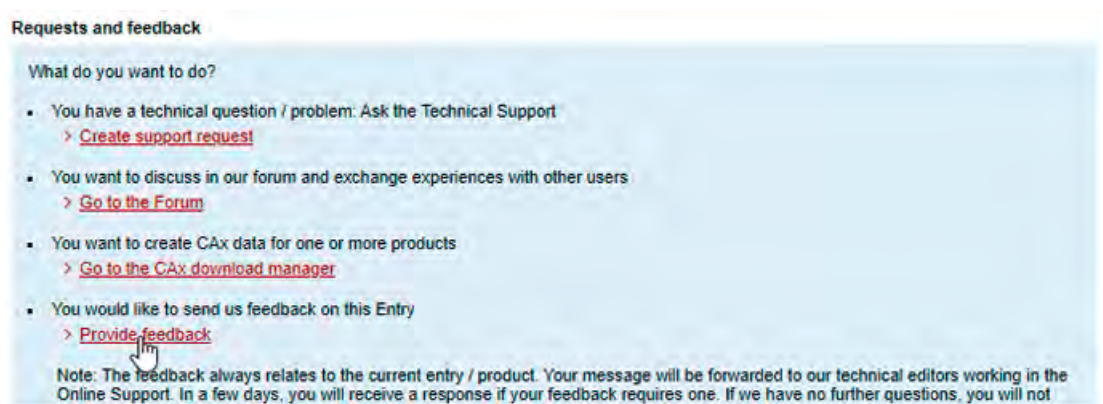 Requests and feedback
What do you want to do?
▪ You have a technical question / problem: Ask the Technical Support
> Create support request
▪ You want to discuss in our forum and exchange experiences with other users
> Go to the Forum
▪ You want to create CAx data for one or more products
> Go to the CAx download manager
▪ You would like to send us feedback on this Entry
> Provide feedback
Note: The feedback always relates to the current entry / product. Your message will be forwarded to our technical editors working in the
Online Support. In a few days, you will receive a response if your feedback requires one. If we have no further questions, you will not